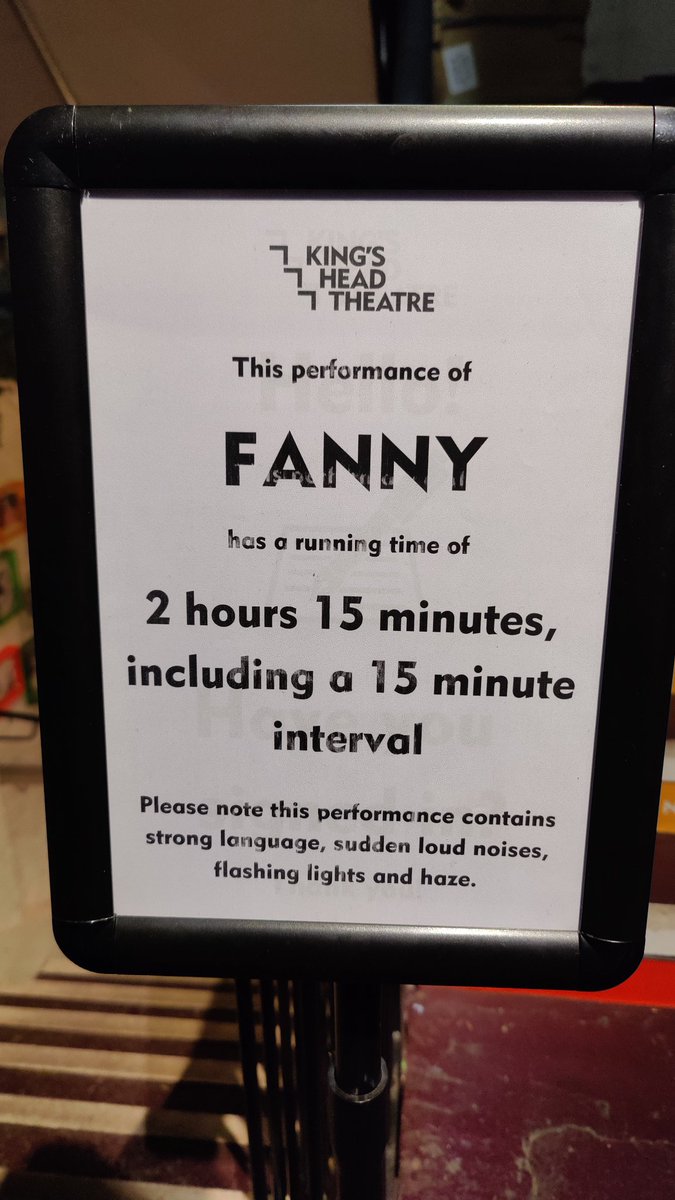 KING'S
HEAD
THEATRE
This performance of
FANNY
has a running time of
2 hours 15 minutes,
including a 15 minute
interval
Please note this performance contains
strong language, sudden loud noises,
flashing lights and haze.